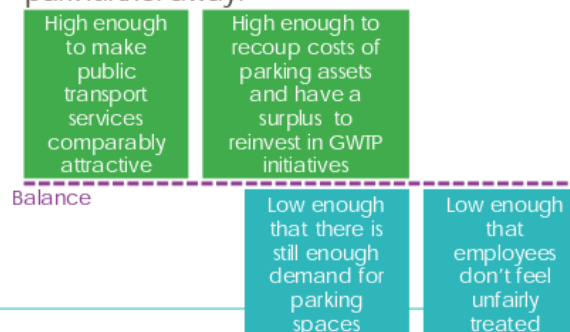 High enough
to make
public
transport
services
comparably
attractive
High enough to
recoup costs of
parking assets
and have a
surplus to
reinvest in GWTP
initiatives
Balance
Low enough
that there is
still enough
demand for
parking
spaces
Low enough
that
employees
don't feel
unfairly
treated